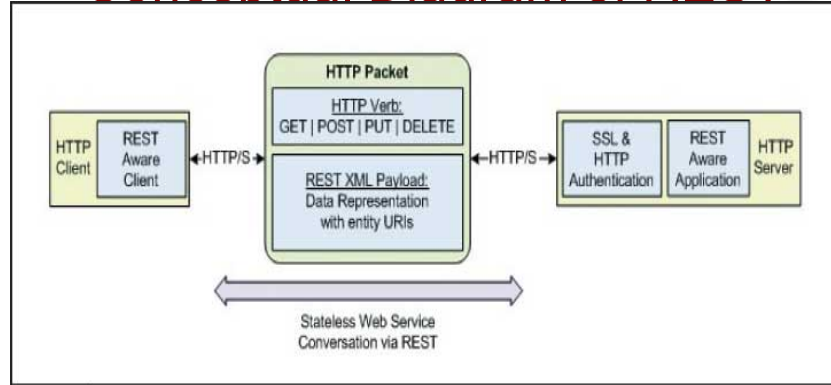 HTTP Packet
HTTP Verb:
GET | POST | PUT | DELETE
HTTP
Client
REST
Aware
Client
HTTP/S
REST XML Payload:
Data Representation
with entity URIs
HTTP/S
SSL &
HTTP
Authentication
REST
Aware
Application
HTTP
Server
Stateless Web Service
Conversation via REST